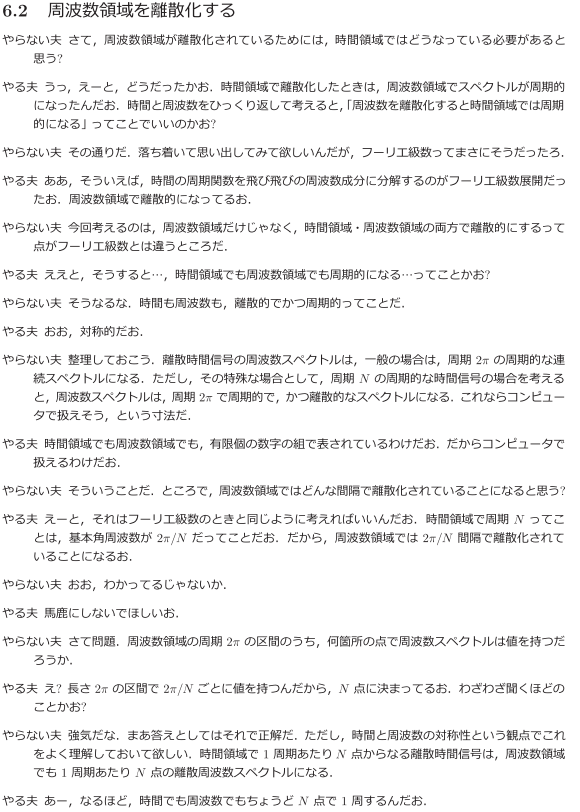 6.2 周波数領域を離散化する
やらない夫 さて，周波数領域が離散化されているためには，時間領域ではどうなっている必要があると
思う?
やる夫 うっ，えーと，どうだったかお．時間領域で離散化したときは，周波数領域でスペクトルが周期的
になったんだお．時間と周波数をひっくり返して考えると，「周波数を離散化すると時間領域では周期
的になる」ってことでいいのかお?
やらない夫 その通りだ．落ち着いて思い出してみて欲しいんだが，フーリエ級数ってまさにそうだったろ．
やる夫 ああ，そういえば，時間の周期関数を飛び飛びの周波数成分に分解するのがフーリエ級数展開だっ
たお．周波数領域で離散的になってるお．
やらない夫 今回考えるのは，周波数領域だけじゃなく，時間領域・周波数領域の両方で離散的にするって
点がフーリエ級数とは違うところだ．
やる夫 ええと，そうすると…，時間領域でも周波数領域でも周期的になる…ってことかお?
やらない夫 そうなるな．時間も周波数も，離散的でかつ周期的ってことだ．
やる夫 おお，対称的だお．
やらない夫 整理しておこう．離散時間信号の周波数スペクトルは，一般の場合は，周期 2π の周期的な連
続スペクトルになる．ただし，その特殊な場合として，周期 N の周期的な時間信号の場合を考える
と，周波数スペクトルは，周期 2π で周期的で，かつ離散的なスペクトルになる．これならコンピュー
タで扱えそう，という寸法だ．
やる夫 時間領域でも周波数領域でも，有限個の数字の組で表されているわけだお．だからコンピュータで
扱えるわけだお．
やらない夫 そういうことだ．ところで，周波数領域ではどんな間隔で離散化されていることになると思う?
やる夫 えーと，それはフーリエ級数のときと同じように考えればいいんだお．時間領域で周期 N ってこ
とは，基本角周波数が 2π/N だってことだお．だから，周波数領域では 2π/N 間隔で離散化されて
いることになるお．
やらない夫 おお，わかってるじゃないか．
やる夫 馬鹿にしないでほしいお．
やらない夫 さて問題．周波数領域の周期 2π の区間のうち，何箇所の点で周波数スペクトルは値を持つだ
ろうか．
やる夫 え? 長さ 2π の区間で 2π/N ごとに値を持つんだから，N 点に決まってるお．わざわざ聞くほどの
ことかお?
やらない夫 強気だな．まあ答えとしてはそれで正解だ．ただし，時間と周波数の対称性という観点でこれ
をよく理解しておいて欲しい．時間領域で 1 周期あたり N 点からなる離散時間信号は，周波数領域
でも 1 周期あたり N 点の離散周波数スペクトルになる．
やる夫 あー，なるほど，時間でも周波数でもちょうど N 点で 1 周するんだお．